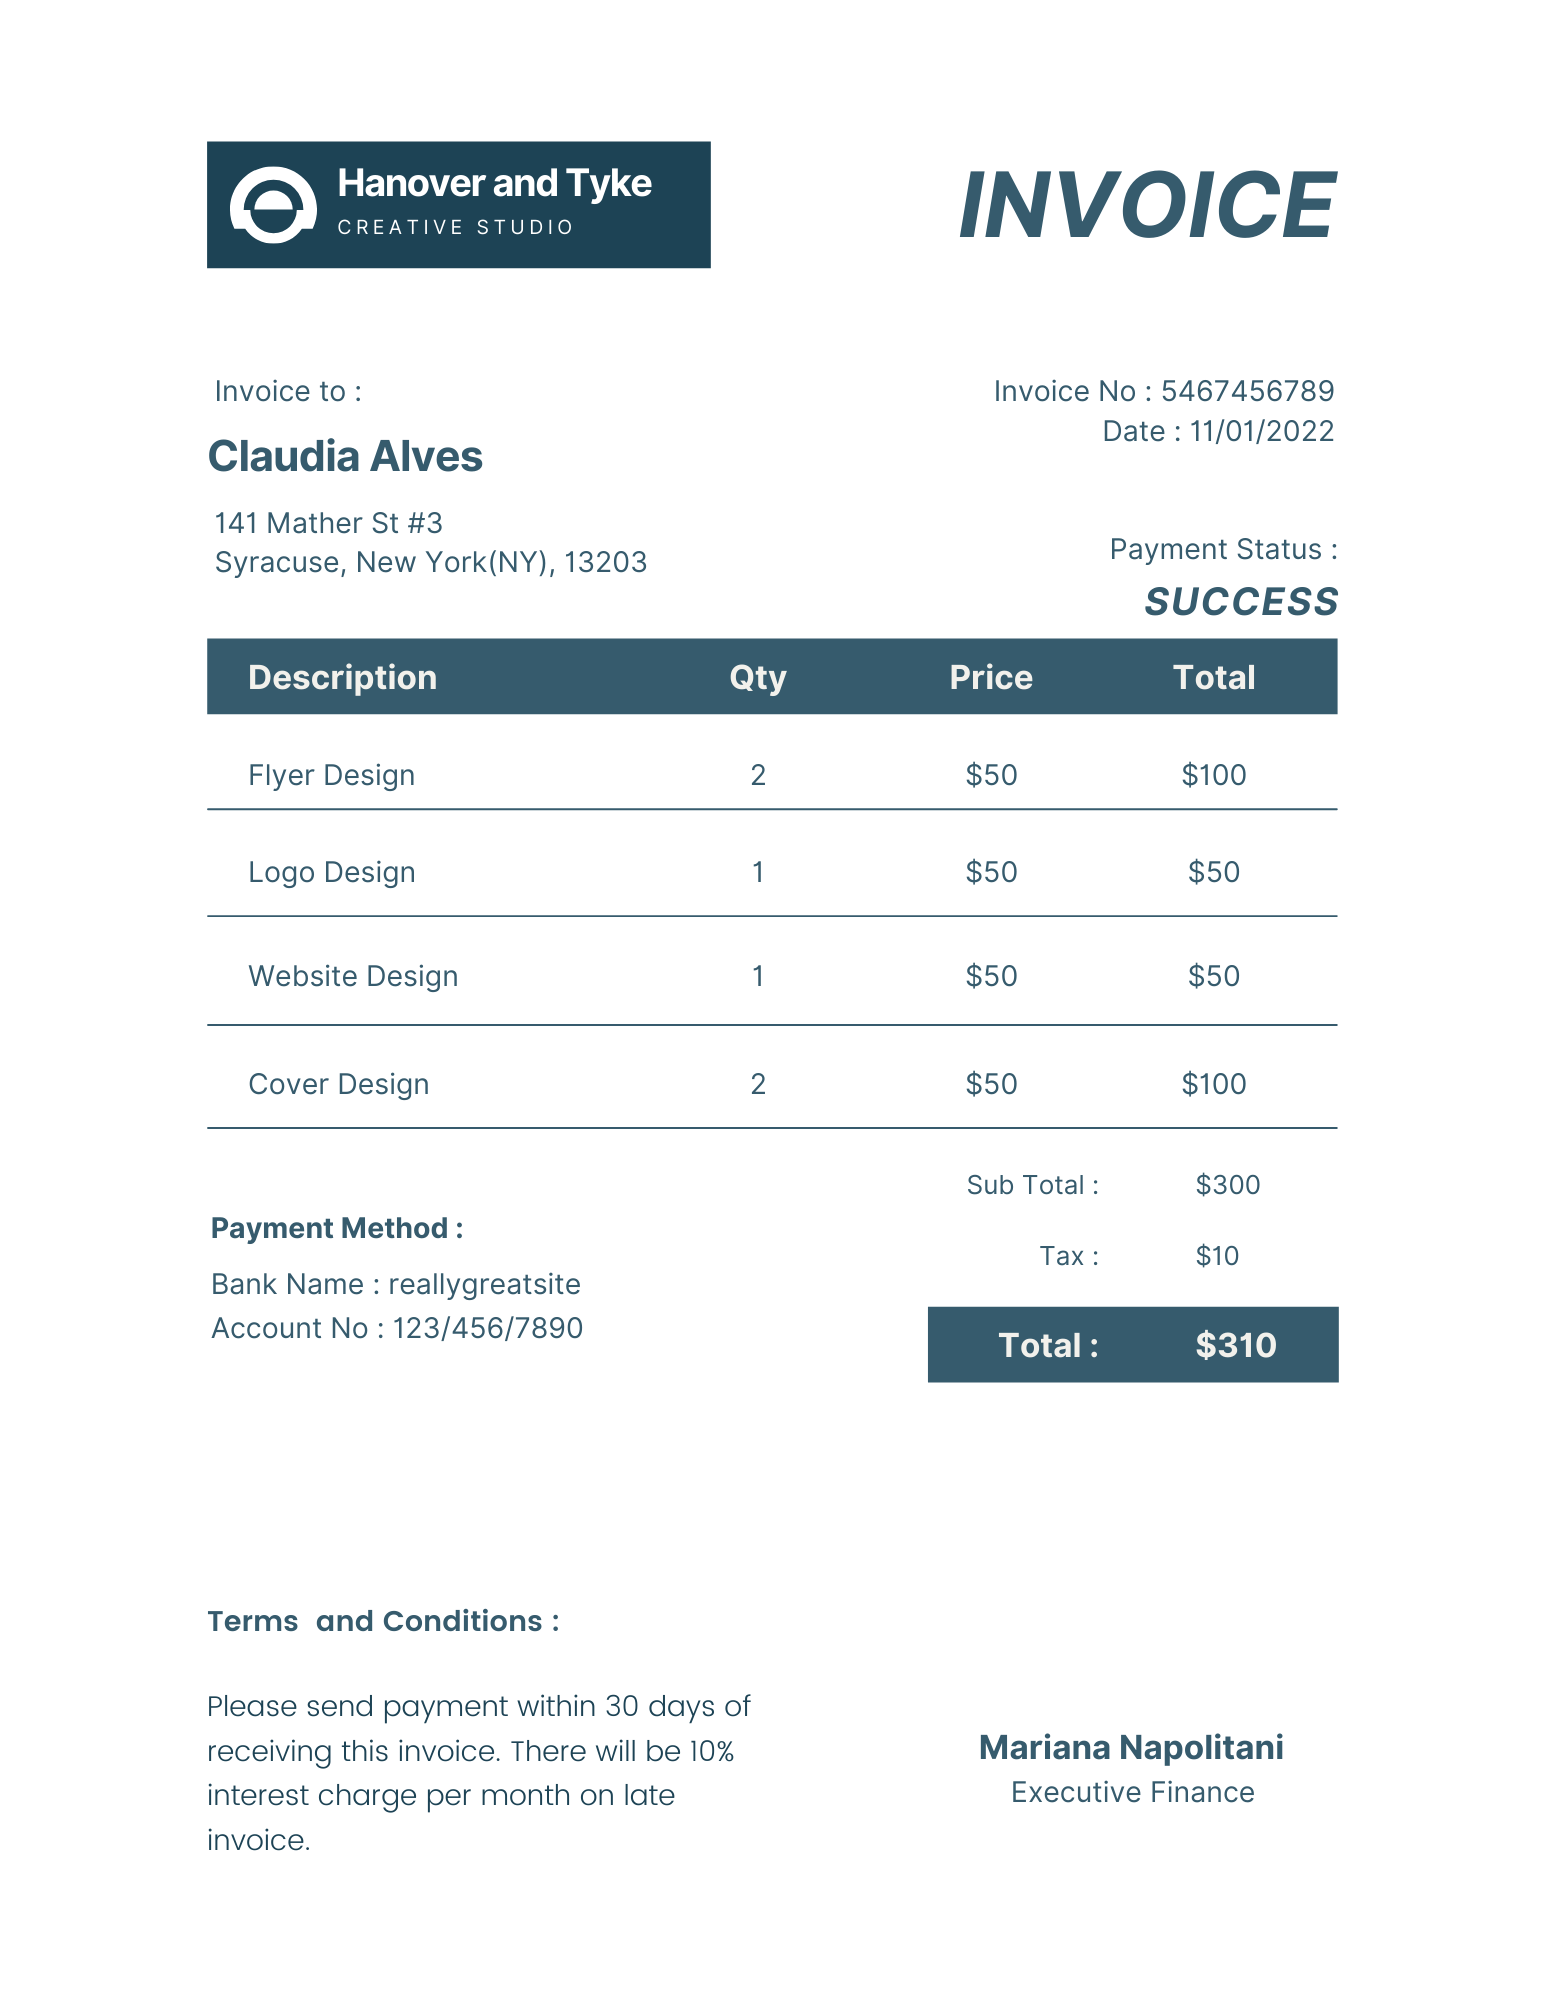 Hanover and Tyke
CREATIVE STUDIO
INVOICE
Invoice to :
Claudia Alves
141 Mather St #3
Syracuse, New York(NY), 13203
Invoice No : 5467456789
Date : 11/01/2022
Payment Status :
SUCCESS
Description Qty Price Total
Flyer Design 2 $50 $100
Logo Design 1 $50 $50
Website Design 1 $50 $50
Cover Design 2 $50 $100
Sub Total : $300
Tax : $10
Total : $310
Payment Method :
Bank Name : reallygreatsite
Account No : 123/456/7890
Terms  and Conditions :
Please send payment within 30 days of
receiving this invoice. There will be 10%
interest charge per month on late
invoice.
Mariana Napolitani
Executive Finance